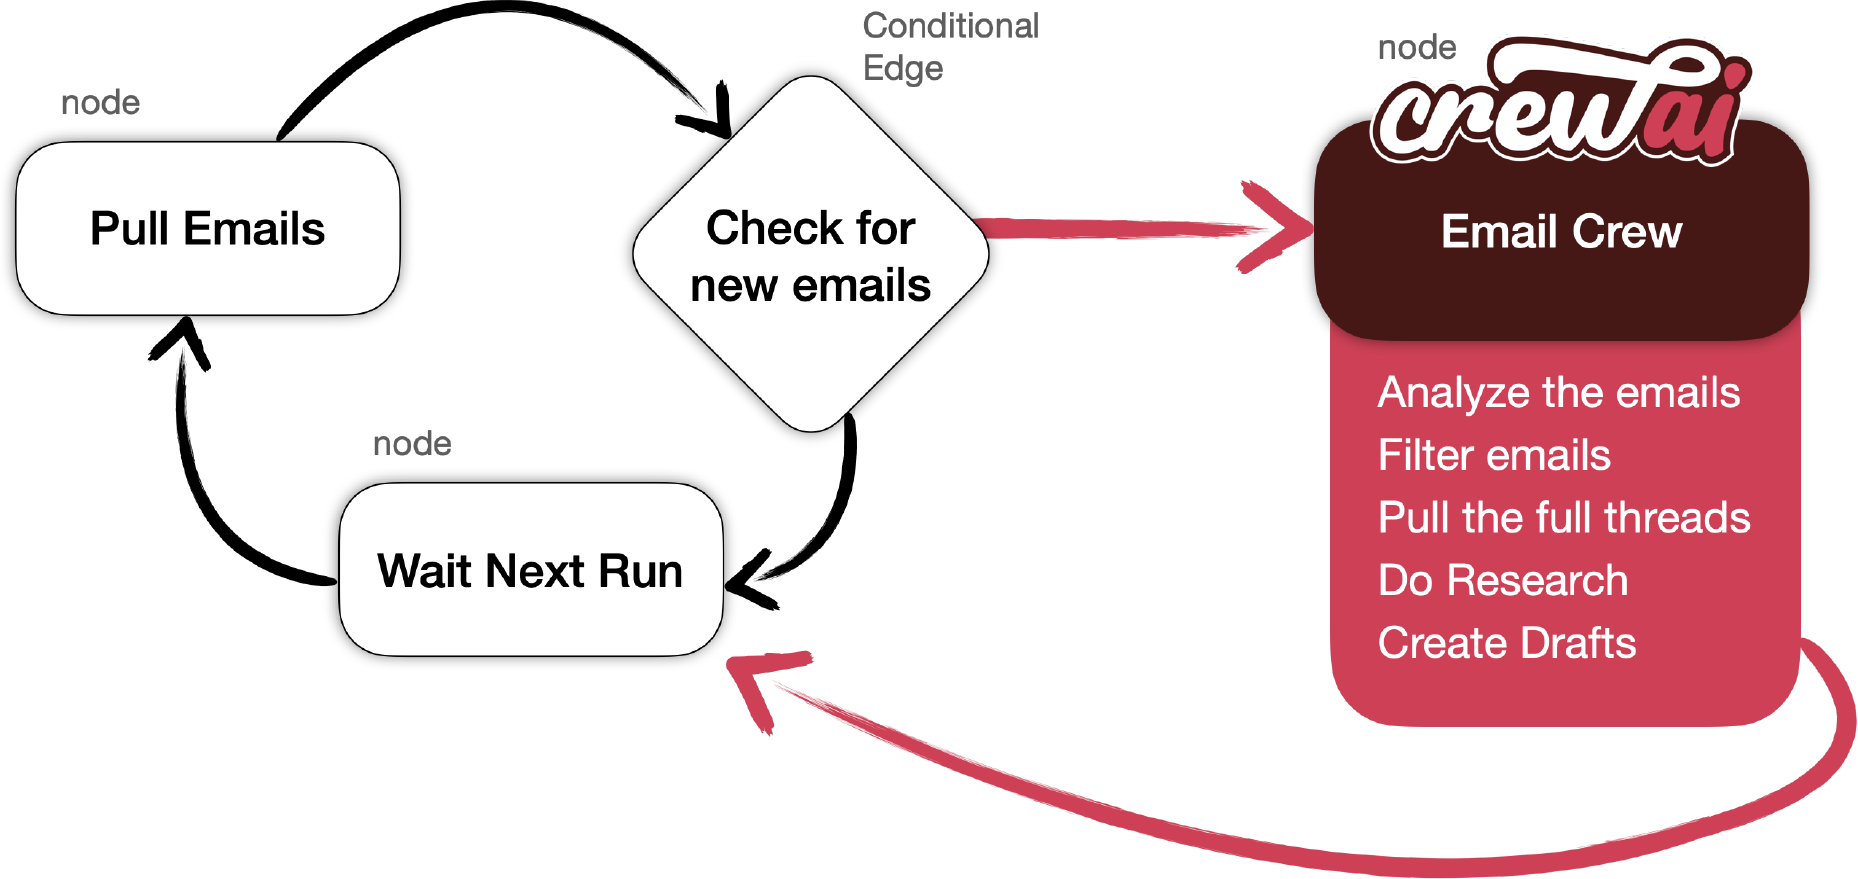 node
Pull Emails
Conditional
Edge
Check for
new emails
node
Wait Next Run
node
crewai
Email Crew
Analyze the emails
Filter emails
Pull the full threads
Do Research
Create Drafts